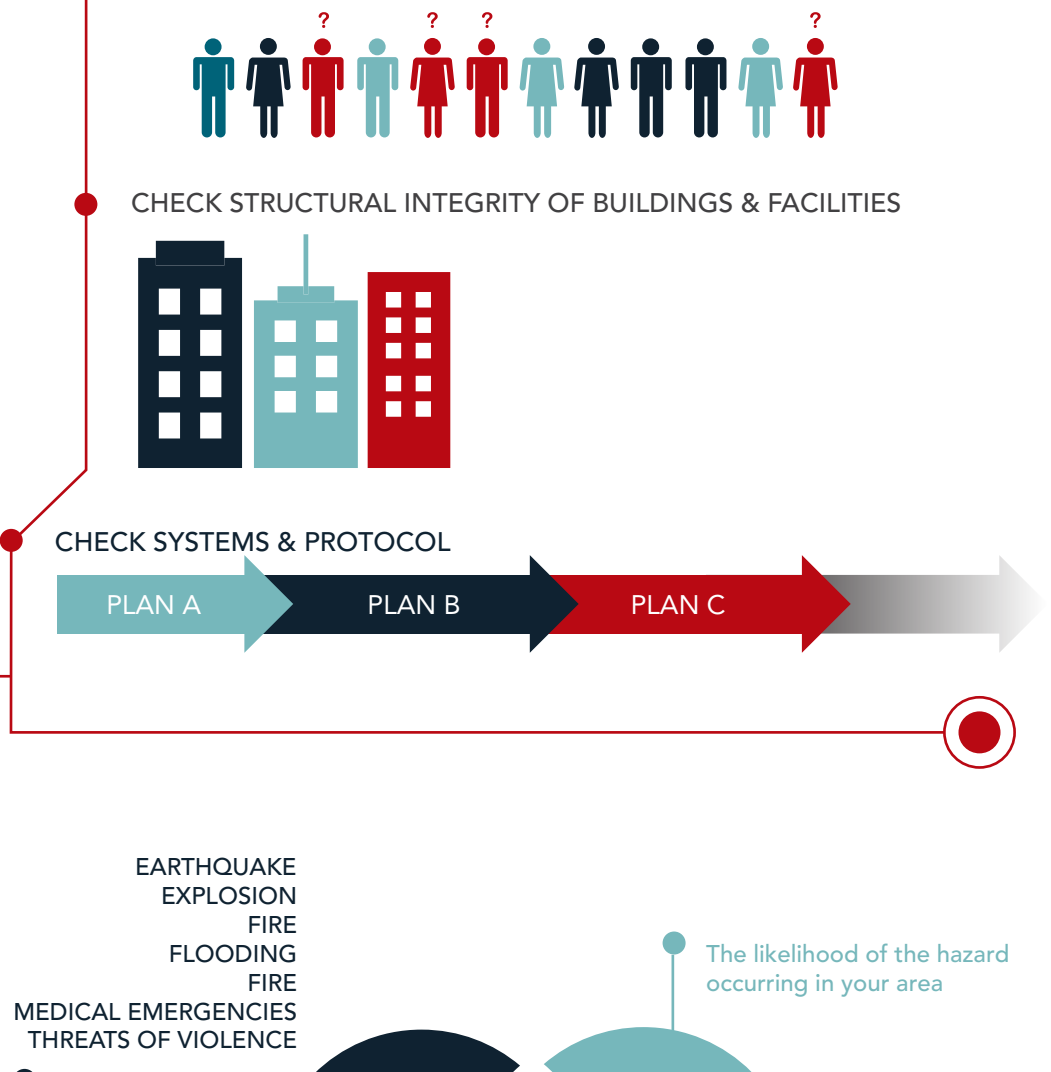 ? ? ? ?
CHECK STRUCTURAL INTEGRITY OF BUILDINGS & FACILITIES
CHECK SYSTEMS & PROTOCOL
PLAN A PLAN B PLAN C
EARTHQUAKE
EXPLOSION
FIRE
FLOODING
FIRE
MEDICAL EMERGENCIES
THREATS OF VIOLENCE
The likelihood of the hazard
occurring in your area